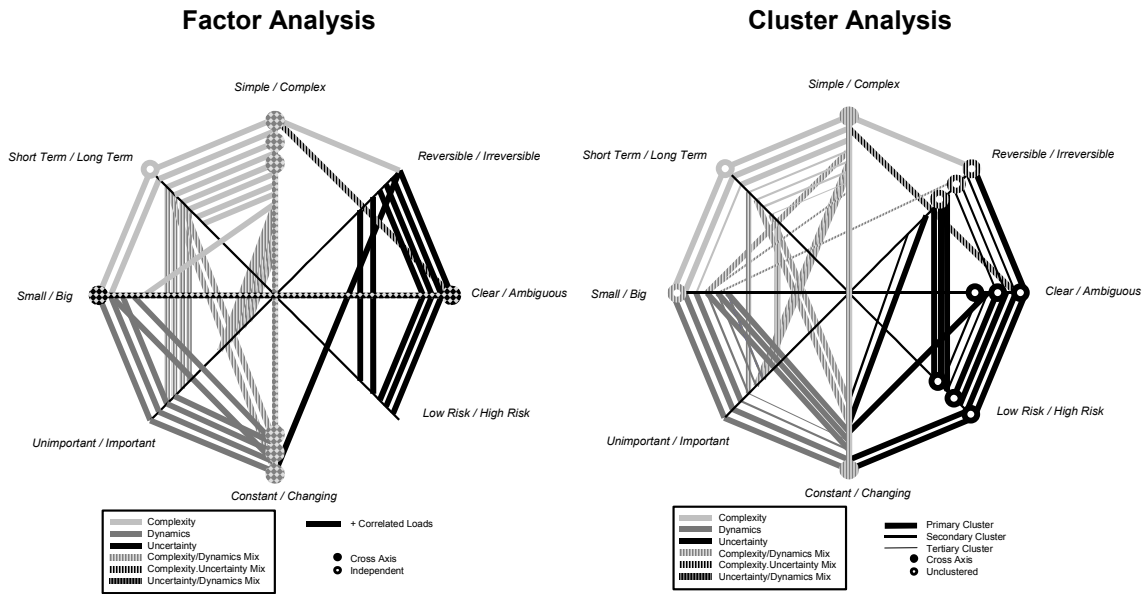 Factor Analysis
Simple / Complex
Short Term / Long Term
Reversible / Irreversible
Small / Big
Clear / Ambiguous
Unimportant / Important
Low Risk / High Risk
Constant / Changing
Complexity
Dynamics
Uncertainty
Complexity/Dynamics Mix
Complexity.Uncertainty Mix
Uncertainty/Dynamics Mix
+ Correlated Loads
Cross Axis
Independent
Cluster Analysis
Simple / Complex
Short Term / Long Term
Reversible / Irreversible
Small / Big
Clear / Ambiguous
Unimportant / Important
Low Risk / High Risk
Constant / Changing
Complexity
Dynamics
Uncertainty
Complexity/Dynamics Mix
Complexity.Uncertainty Mix
Uncertainty/Dynamics Mix
Primary Cluster
Secondary Cluster
Tertiary Cluster
Cross Axis
Unclustered